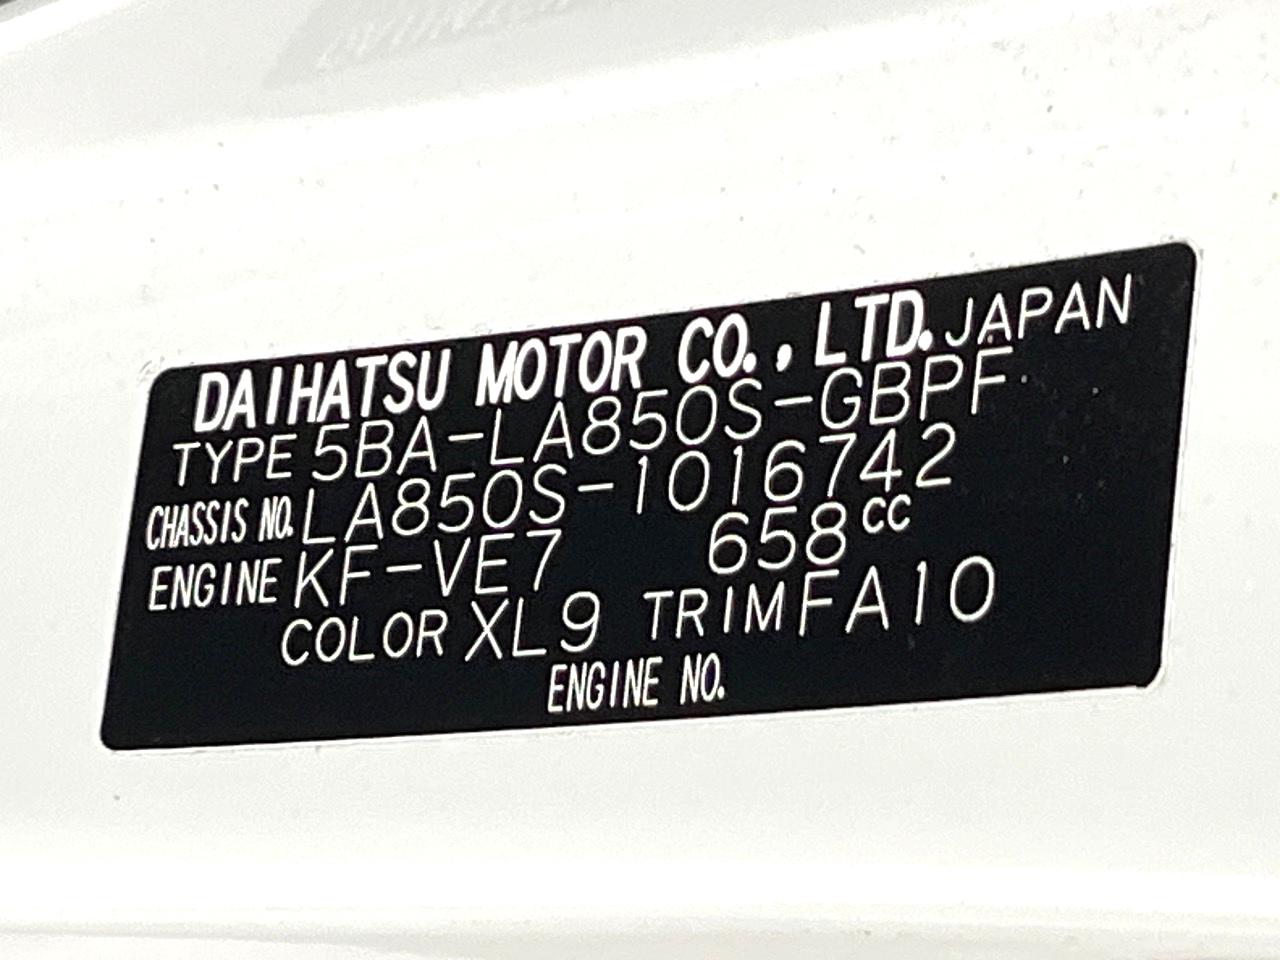 DAIHATSU MOTOR CO., LTD. JAPAN
TYPE 5BA-LA850S-GBPF
CHASSIS NO. LA850S-1016742
ENGINE KF-VE7 658cc
COLOR XL9 TRIM FA10
ENGINE NO.